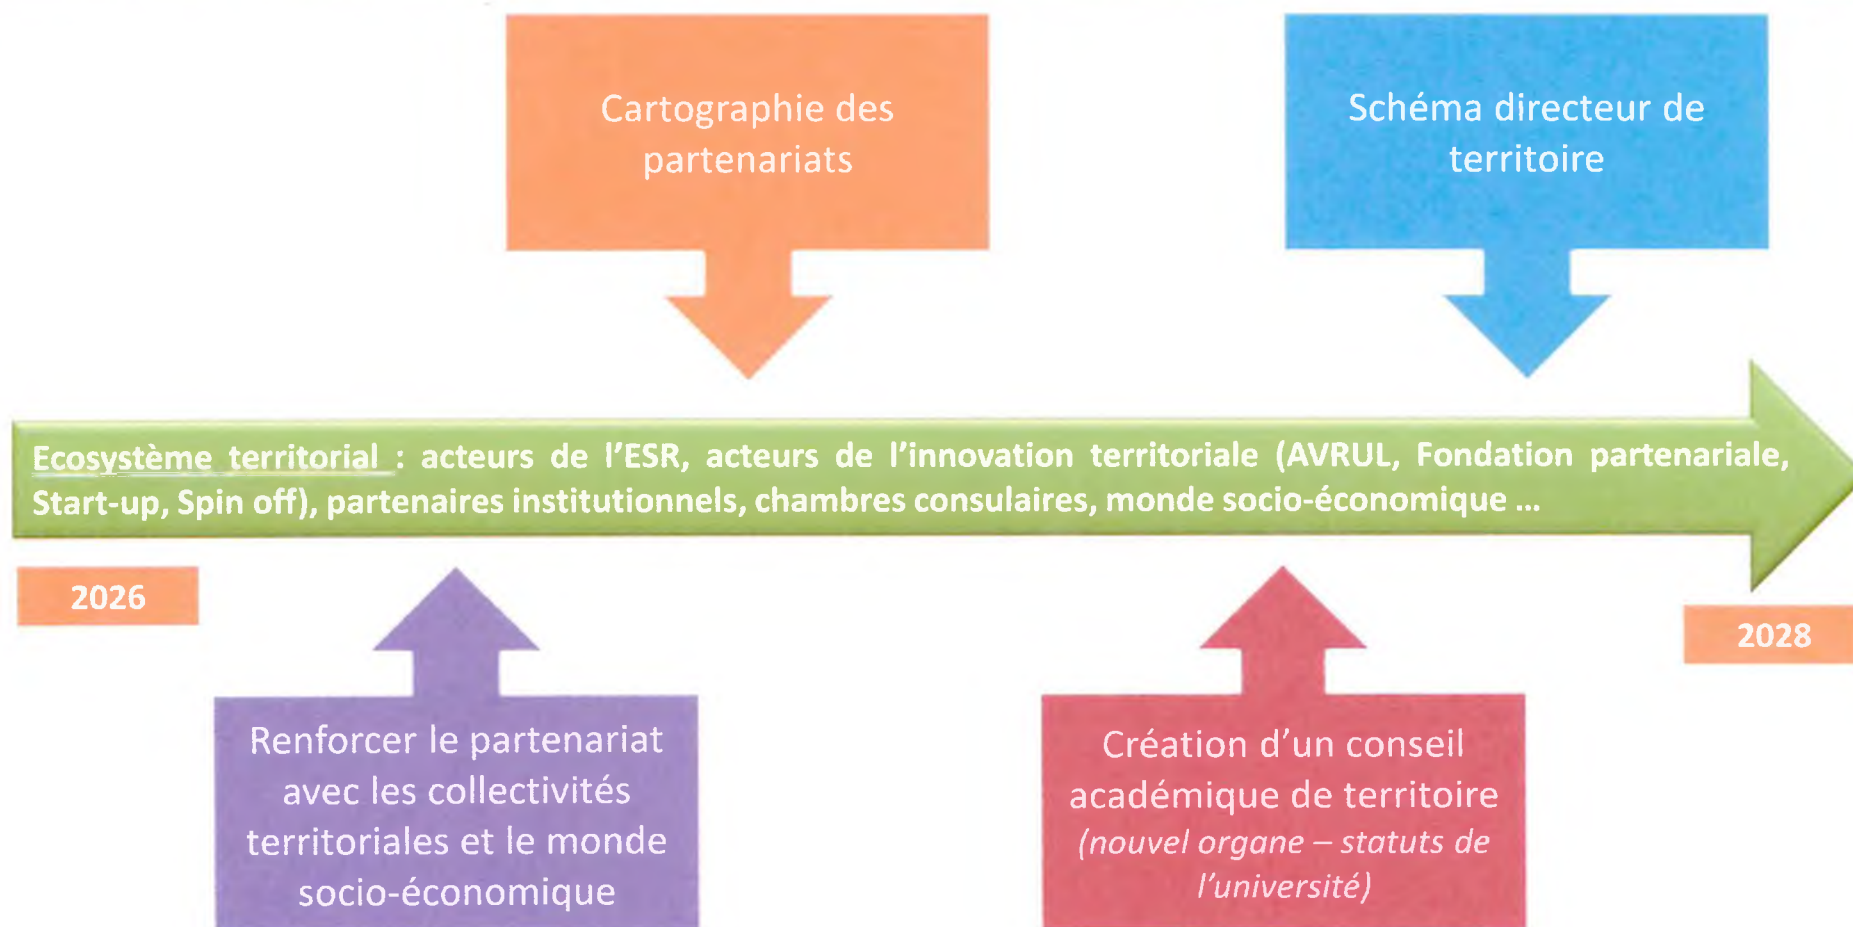 Cartographie des
partenariats
Schéma directeur de
territoire
Ecosystème territorial : acteurs de l’ESR, acteurs de l’innovation territoriale (AVRUL, Fondation partenariale,
Start-up, Spin off), partenaires institutionnels, chambres consulaires, monde socio-économique ...
2026
2028
Renforcer le partenariat
avec les collectivités
territoriales et le monde
socio-économique
Création d’un conseil
académique de territoire
(nouvel organe – statuts de
l’université)